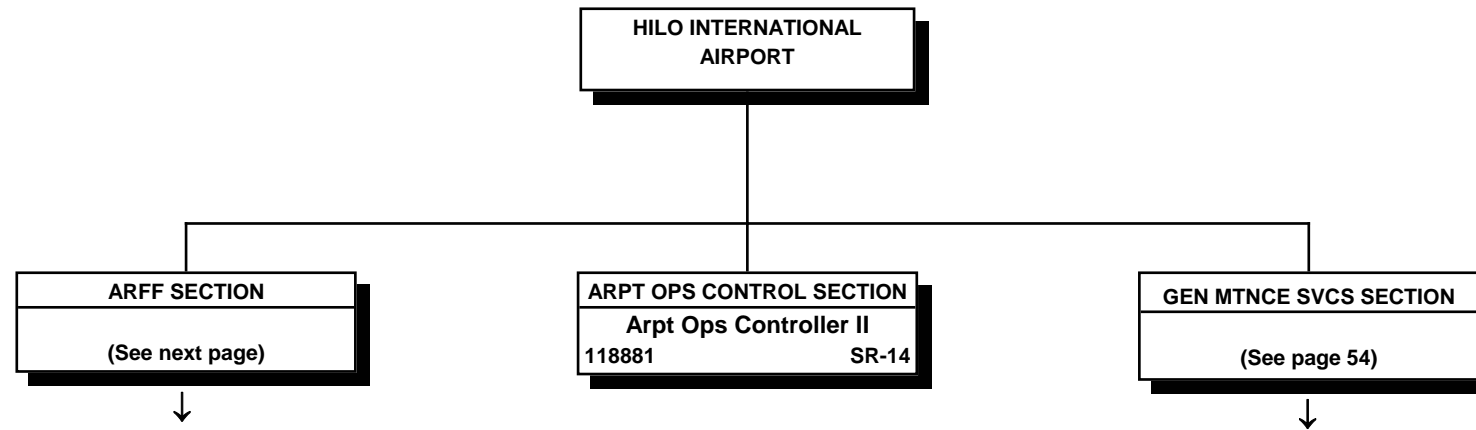 HILO INTERNATIONAL
AIRPORT
ARFF SECTION
(See next page)
↓
ARPT OPS CONTROL SECTION
Arpt Ops Controller II
118881 SR-14
GEN MTNCE SVCS SECTION
(See page 54)
↓